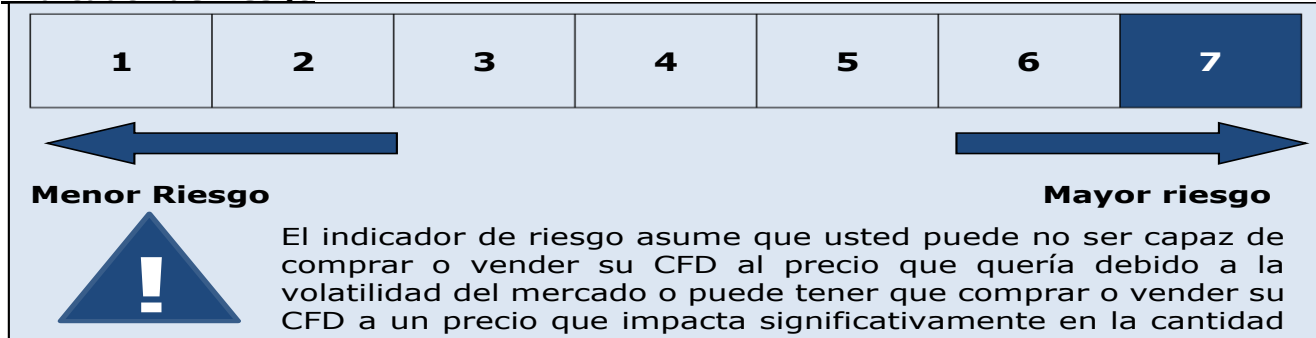 1 2 3 4 5 6 7
Menor Riesgo Mayor riesgo
!
El indicador de riesgo asume que usted puede no ser capaz de
comprar o vender su CFD al precio que quería debido a la
volatilidad del mercado o puede tener que comprar o vender su
CFD a un precio que impacta significativamente en la cantidad